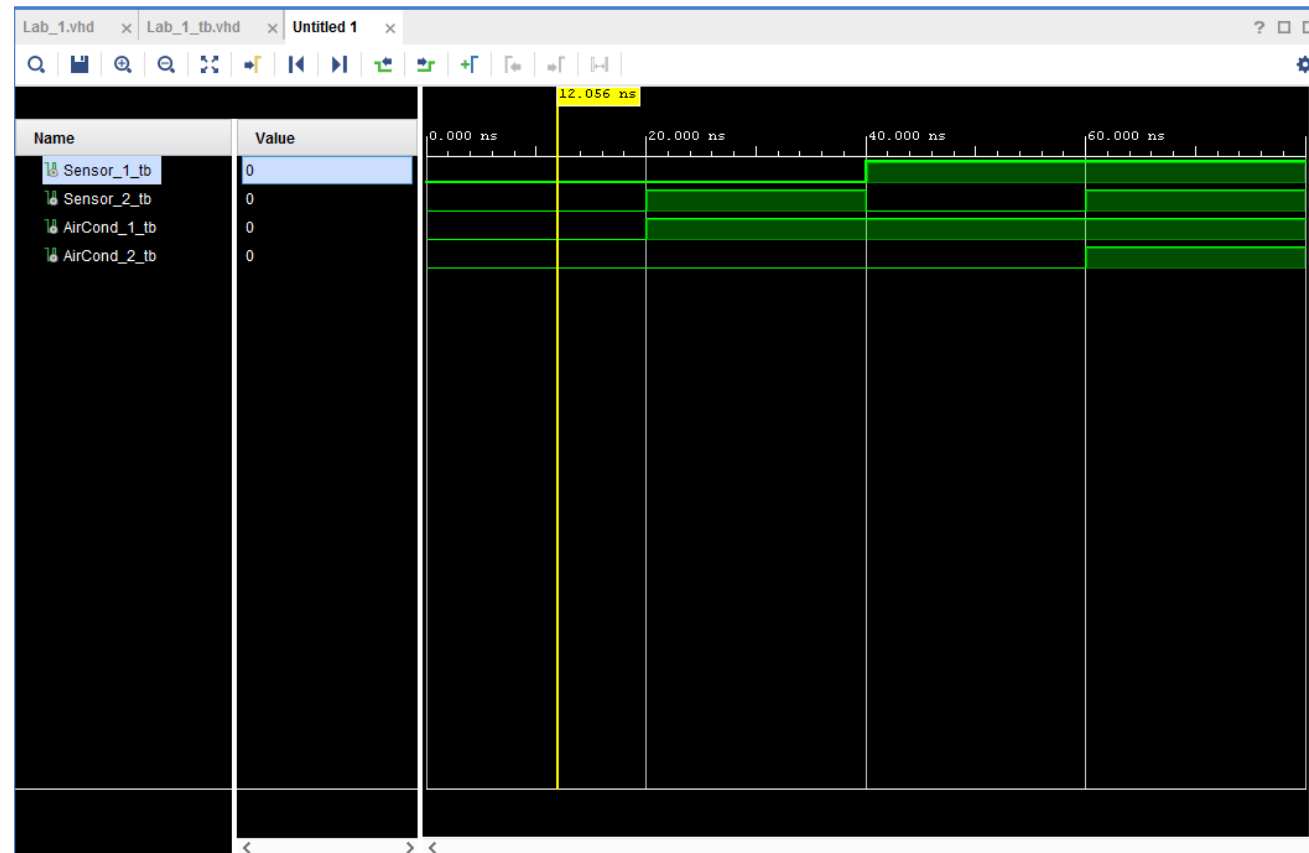 Lab_1.vhd × Lab_1_tb.vhd × Untitled 1 × ?
12.056 ns
Name Value 0.000 ns 20.000 ns 40.000 ns 60.000 ns
Sensor_1_tb 0
Sensor_2_tb 0
AirCond_1_tb 0
AirCond_2_tb 0